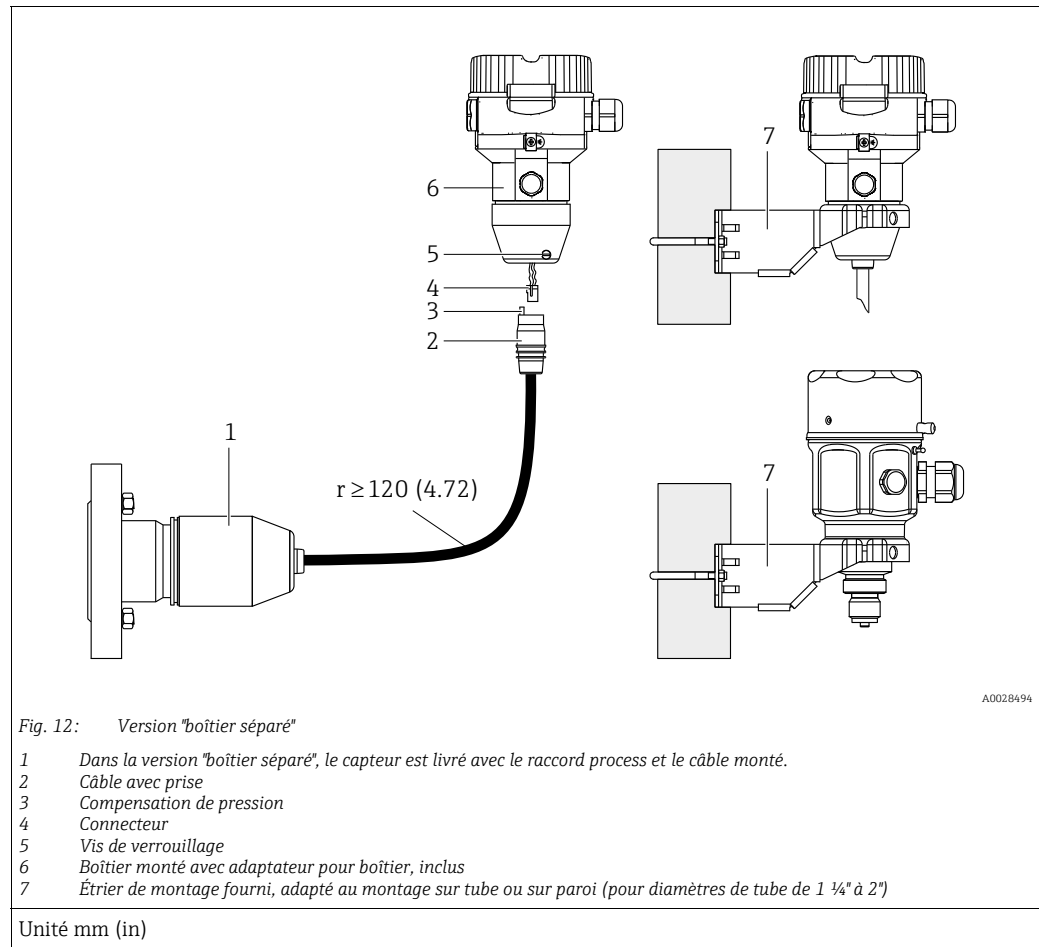 7
6
5
4
3
2
1
r ≥ 120 (4.72)
7
A0028494
Fig. 12: Version "boîtier séparé"
1 Dans la version "boîtier séparé", le capteur est livré avec le raccord process et le câble monté.
2 Câble avec prise
3 Compensation de pression
4 Connecteur
5 Vis de verrouillage
6 Boîtier monté avec adaptateur pour boîtier, inclus
7 Étrier de montage fourni, adapté au montage sur tube ou sur paroi (pour diamètres de tube de 1 ¼" à 2")
Unité mm (in)